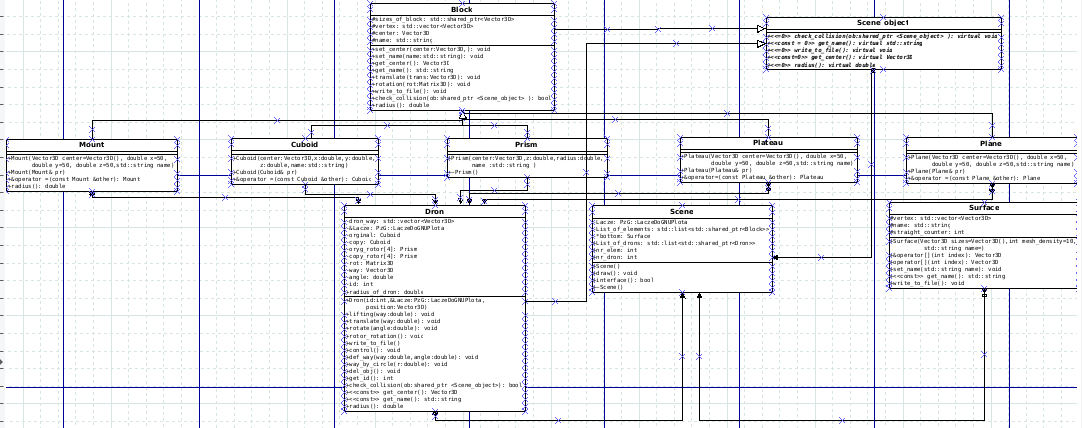 Block
#sizes_of_block: std::shared_ptr<Vector3D>
#vertex: std::vector<Vector3D>
#center: Vector3D
#name: std::string
+set_center(center:Vector3D,): void
+set_name(name:std::string): void
+get_center(): Vector3D
+get_name(): std::string
+translate(trans:Vector3D): void
+rotation(rot:Matrix3D): void
+write_to_file(): void
+check_collision(ob:shared_ptr <Scene_object> ): bool
+radius(): double
Scene object
+<<=0>> check_collision(ob:shared_ptr <Scene_object> ): virtual void
+<<const = 0>> get_name(): virtual std::string
+<<=0>> write_to_file(): virtual void
+<<const=0>> get_center(): virtual Vector3D
+<<=0>> radius(): virtual double
Mount
+Mount(Vector3D center=Vector3D(), double x=50,
double y=50, double z=50,std::string name)
+Mount(Mount& pr)
+&operator =(const Mount &other): Mount
+radius(): double
Cuboid
+Cuboid(center:Vector3D,x:double,y:double,
z:double,name:std::string)
+Cuboid(Cuboid& pr)
+&operator =(const Cuboid &other): Cuboid
Prism
+Prism(center:Vector3D,z:double,radius:double,
name :std::string )
+~Prism()
Plateau
+Plateau(Vector3D center=Vector3D(), double x=50,
double y=50, double z=50,std::string name)
+Plateau(Plateau& pr)
+&operator=(const Plateau &other): Plateau
Plane
+Plane(Vector3D center=Vector3D(), double x=50,
double y=50, double z=50,std::string name)
+Plane(Plane& pr)
+&operator =(const Plane &other): Plane
Dron
-dron_way: std::vector<Vector3D>
-&Lacze: PzG::LaczeDoGNUPlota
-orginal: Cuboid
-copy: Cuboid
-oryg_rotor[4]: Prism
-copy_rotor[4]: Prism
-rot: Matrix3D
-way: Vector3D
-angle: double
-id: int
-radius_of_dron: double
+Dron(id:int,&Lacze:PzG::LaczeDoGNUPlota,
position:Vector3D)
+lifting(way:double): void
+translate(way:double): void
+rotate(angle:double): void
+rotor_rotation(): void
+write_to_file()
+control(): void
+def_way(way:double,angle:double): void
+way_by_circle(r:double): void
+del_obj(): void
+get_id(): int
+check_collision(ob:shared_ptr <Scene_object>): bool
+<<const>> get_center(): Vector3D
+<<const>> get_name(): std::string
+radius(): double
Scene
-Lacze: PzG::LaczeDoGNUPlota
-List_of_elements: std::list<std::shared_ptr<Block>>
-*bottom: Surface
-List_of_drons: std::list<std::shared_ptr<Dron>>
-nr_elem: int
-nr_dron: int
+Scene()
+draw(): void
+interface(): bool
+~Scene()
Surface
#vertex: std::vector<Vector3D>
#name: std::string
#straight_counter: int
+Surface(Vector3D sizes=Vector3D(),int mesh_density=10,
std::string name=)
+&operator[](int index): Vector3D
+operator[](int index): Vector3D
+set_name(std::string name): void
+<<const>> get_name(): std::string
+write_to_file(): void